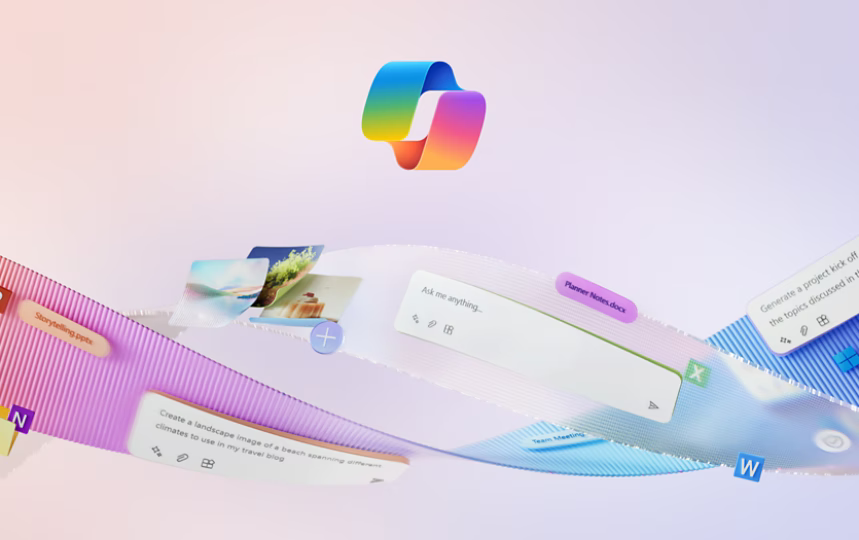 Ask me anything...
Planner Notes.docx
Generate a project kick off
the topics discussed in th
Storytelling.pptx
X
N
Create a landscape image of a beach spanning different
climates to use in my travel blog
Team Meeting
W